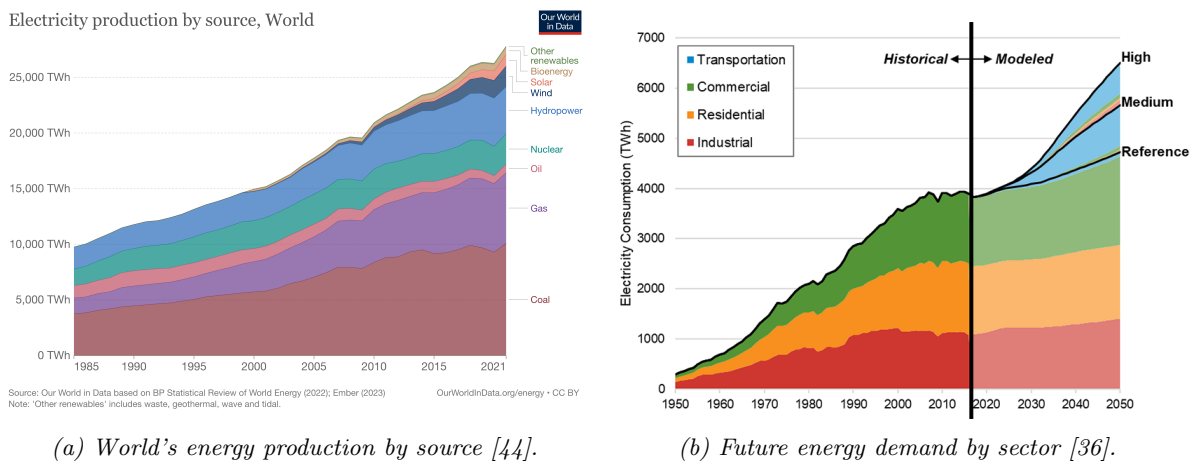 Electricity production by source, World
Our World
in Data
25,000 TWh
20,000 TWh
15,000 TWh
10,000 TWh
5,000 TWh
0 TWh
1985
1990
1995
2000
2005
2010
2015
2021
Other
renewables
Bioenergy
Solar
Wind
Hydropower
Nuclear
Oil
Gas
Coal
Source: Our World in Data based on BP Statistical Review of World Energy (2022); Ember (2023)
OurWorldInData.org/energy • CC BY
Note: 'Other renewables' includes waste, geothermal, wave and tidal.
(a) World's energy production by source [44].
Electricity Consumption (TWh)
7000
6000
5000
4000
3000
2000
1000
0
1950
1960
1970
1980
1990
2000
2010
2020
2030
2040
2050
Transportation
Commercial
Residential
Industrial
Historical
Modeled
High
Medium
Reference
(b) Future energy demand by sector [36].